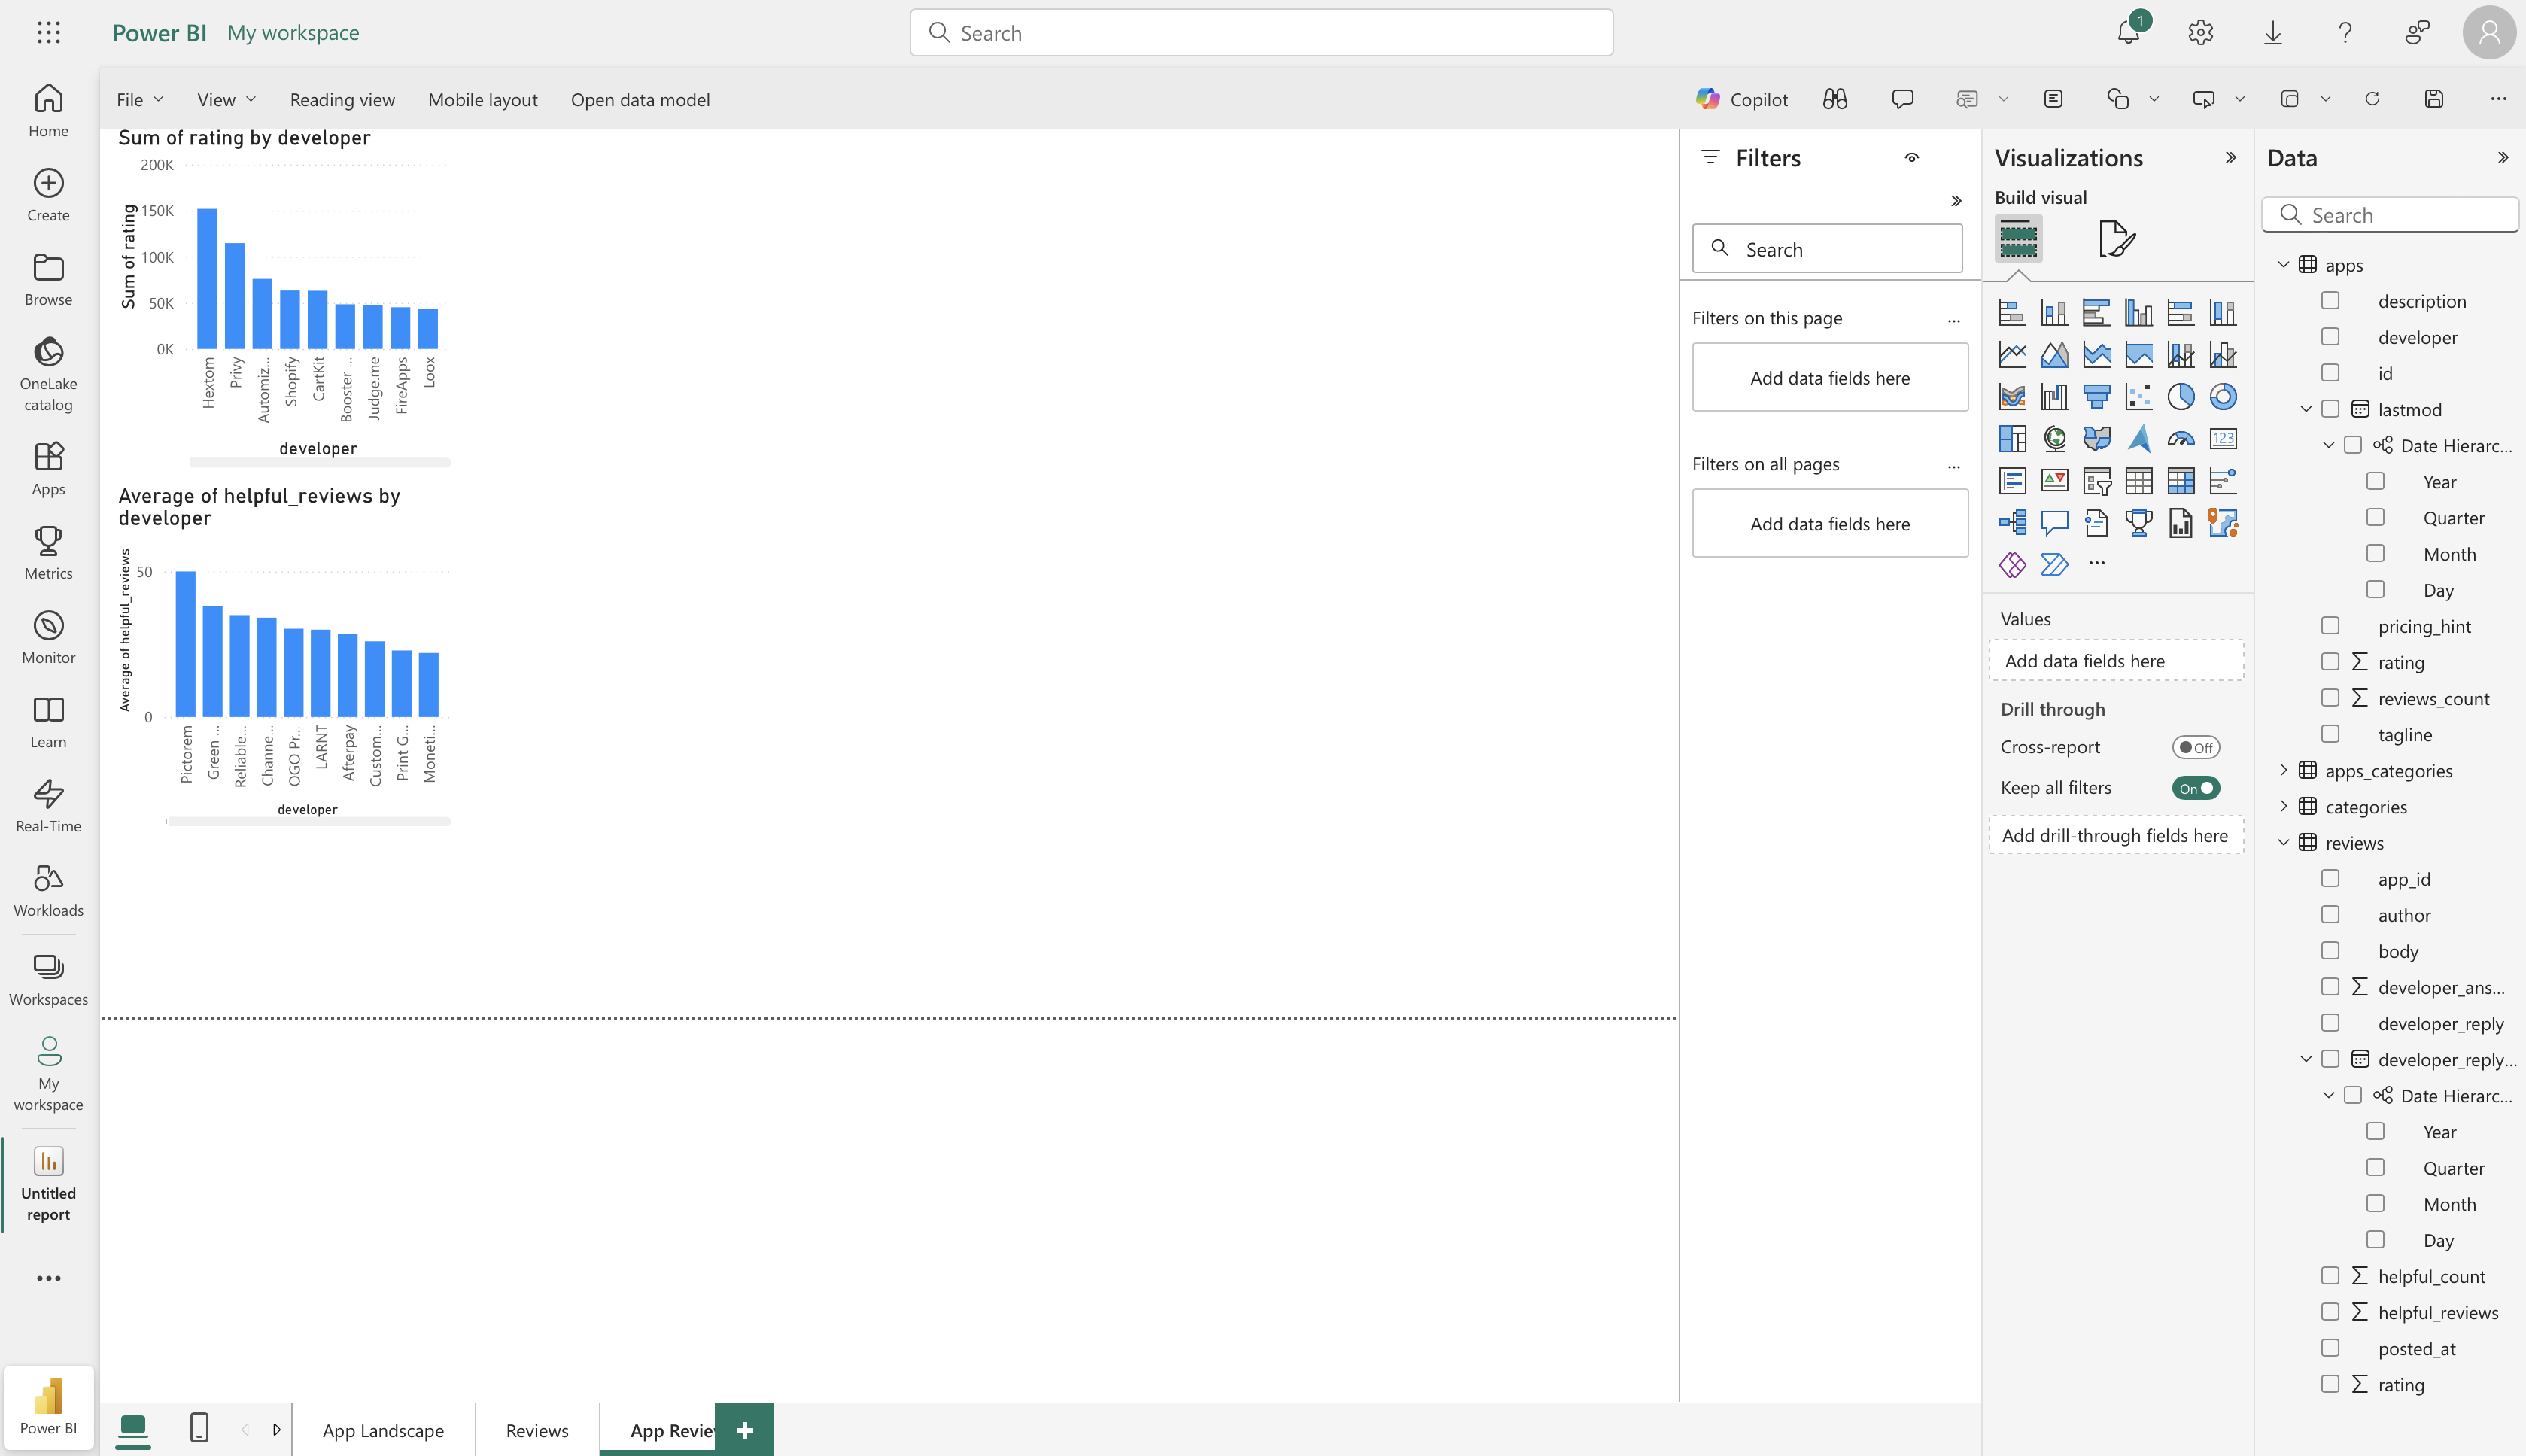 Power BI
My workspace
Search
1
Home
Create
Browse
OneLake
catalog
Apps
Metrics
Monitor
Learn
Real-Time
Workloads
Workspaces
My
workspace
Untitled
report
Power BI
File
View
Reading view
Mobile layout
Open data model
Copilot
Sum of rating by developer
200K
150K
100K
50K
0K
Sum of rating
Hextom
Privy
Automiz...
Shopify
CartKit
Booster ...
Judge.me
FireApps
Loox
developer
Average of helpful_reviews by
developer
50
0
Average of helpful_reviews
Pictorem
Green ...
Reliable...
Channe...
OGO Pr...
LARNT
Afterpay
Custom...
Print G...
Moneti...
developer
App Landscape
Reviews
App Review
Filters
Search
Filters on this page
...
Add data fields here
Filters on all pages
...
Add data fields here
Visualizations
Build visual
123
Values
Add data fields here
Drill through
Cross-report
Off
Keep all filters
On
Add drill-through fields here
Data
Search
apps
description
developer
id
lastmod
Date Hierarc...
Year
Quarter
Month
Day
pricing_hint
rating
reviews_count
tagline
apps_categories
categories
reviews
app_id
author
body
developer_ans...
developer_reply
developer_reply...
Date Hierarc...
Year
Quarter
Month
Day
helpful_count
helpful_reviews
posted_at
rating